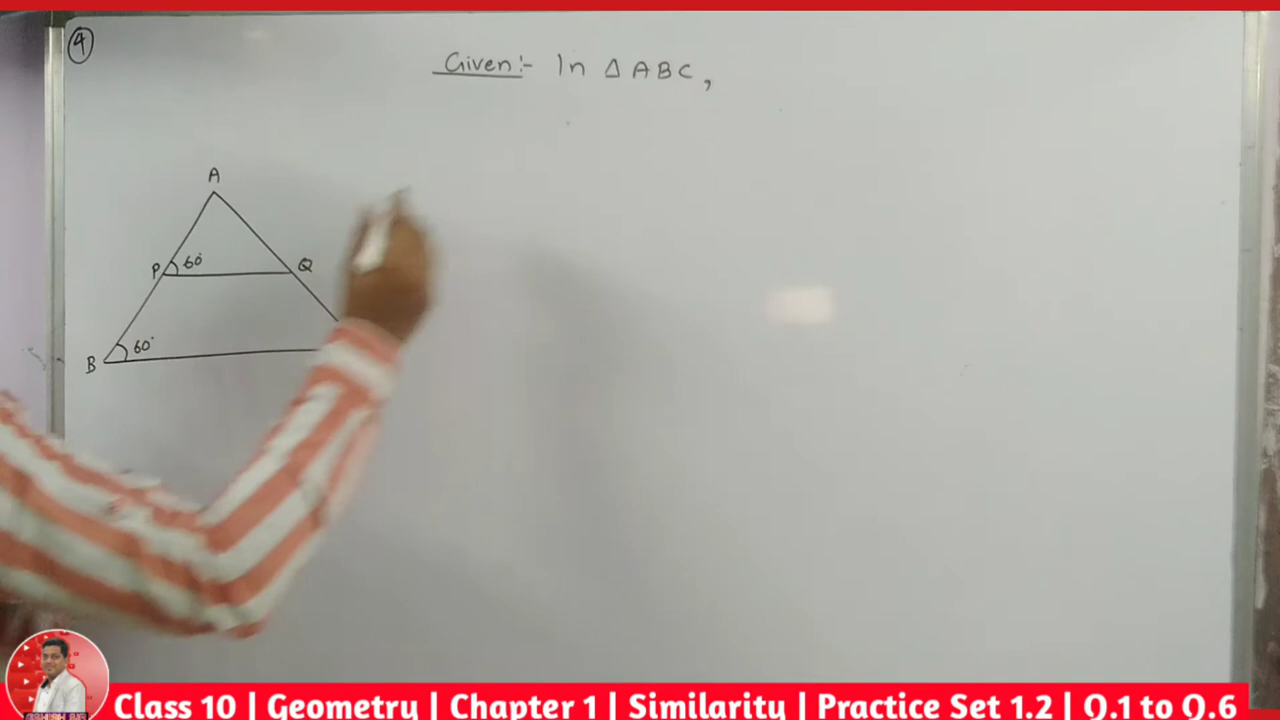 4
Given:- In △ABC,
A
P 60° Q
B 60°
Class 10 | Geometry | Chapter 1 | Similarity | Practice Set 1.2 | Q.1 to Q.6